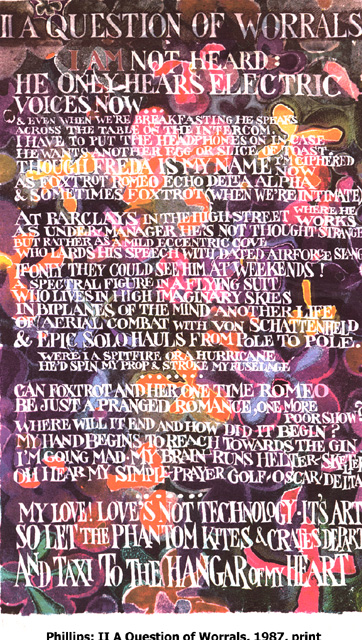 II A QUESTION OF WORRALS
I AM NOT HEARD:
HE ONLY HEARS ELECTRIC
VOICES NOW
& EVEN WHEN WE'RE BREAKFASTING HE SPEAKS
ACROSS THE TABLE ON THE INTERCOM.
I HAVE TO PUT THE HEADPHONES ON IN CASE
HE WANTS ANOTHER EGG OR SLICE OF TOAST.
THOUGH FREDA IS MY NAME I'M CIPHERED NOW
AS FOXTROT ROMEO ECHO DELTA ALPHA
& SOMETIMES FOXTROT (WHEN WE'RE INTIMATE)
AT BARCLAYS IN THE HIGH STREET WHERE HE WORKS
AS UNDER-MANAGER HE'S NOT THOUGHT STRANGE
BUT RATHER AS A MILD ECCENTRIC COVE
WHO LARDS HIS SPEECH WITH DATED AIRFORCE SLANG
IF ONLY THEY COULD SEE HIM AT WEEKENDS!
A SPECTRAL FIGURE IN A FLYING SUIT
WHO LIVES IN HIGH IMAGINARY SKIES
IN BIPLANES OF THE MIND ANOTHER LIFE
OF AERIAL COMBAT WITH VON SCHATTENHELD
& EPIC SOLO HAULS FROM POLE TO POLE.
WERE I A SPITFIRE OR A HURRICANE
HE'D SPIN MY PROP & STROKE MY FUSELAGE
CAN FOXTROT AND HER ONE TIME ROMEO
BE JUST A PRANGED ROMANCE, ONE MORE POOR SHOW?
WHERE WILL IT END AND HOW DID IT BEGIN?
MY HAND BEGINS TO REACH TOWARDS THE GIN
I'M GOING MAD. MY BRAIN RUNS HELTER-SKELTER
OH HEAR MY SIMPLE PRAYER GOLF/OSCAR/DELTA
MY LOVE! LOVE'S NOT TECHNOLOGY-IT'S ART
SO LET THE PHANTOM KITES & CRATES DEPART
AND TAXI TO THE HANGAR OF MY HEART
Phillips: II A Question of Worrals, 1987, print